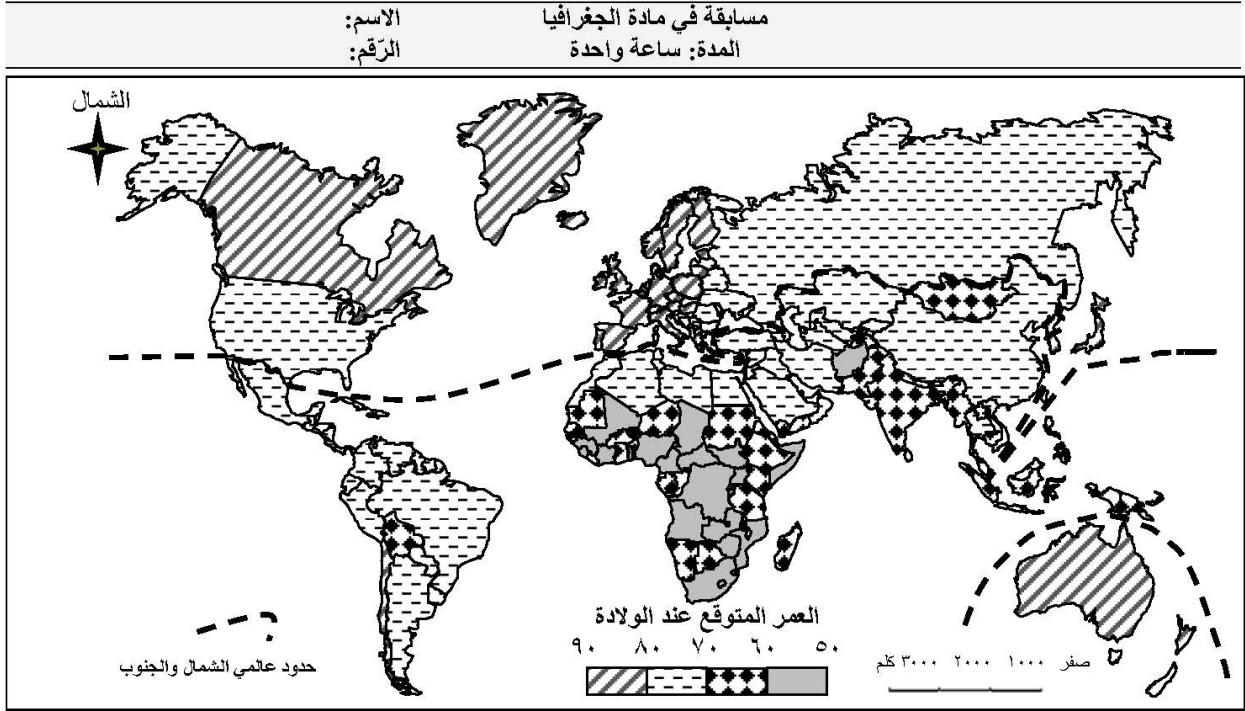 مسابقة في مادة الجغرافيا الاسم:
المدة: ساعة واحدة الرّقم:
الشمال
العمر المتوقع عند الولادة
٩٠ ٨٠ ٧٠ ٦٠ ٥٠
حدود عالمي الشمال والجنوب
صفر ١٠٠٠ ٢٠٠٠ ٣٠٠٠ كلم